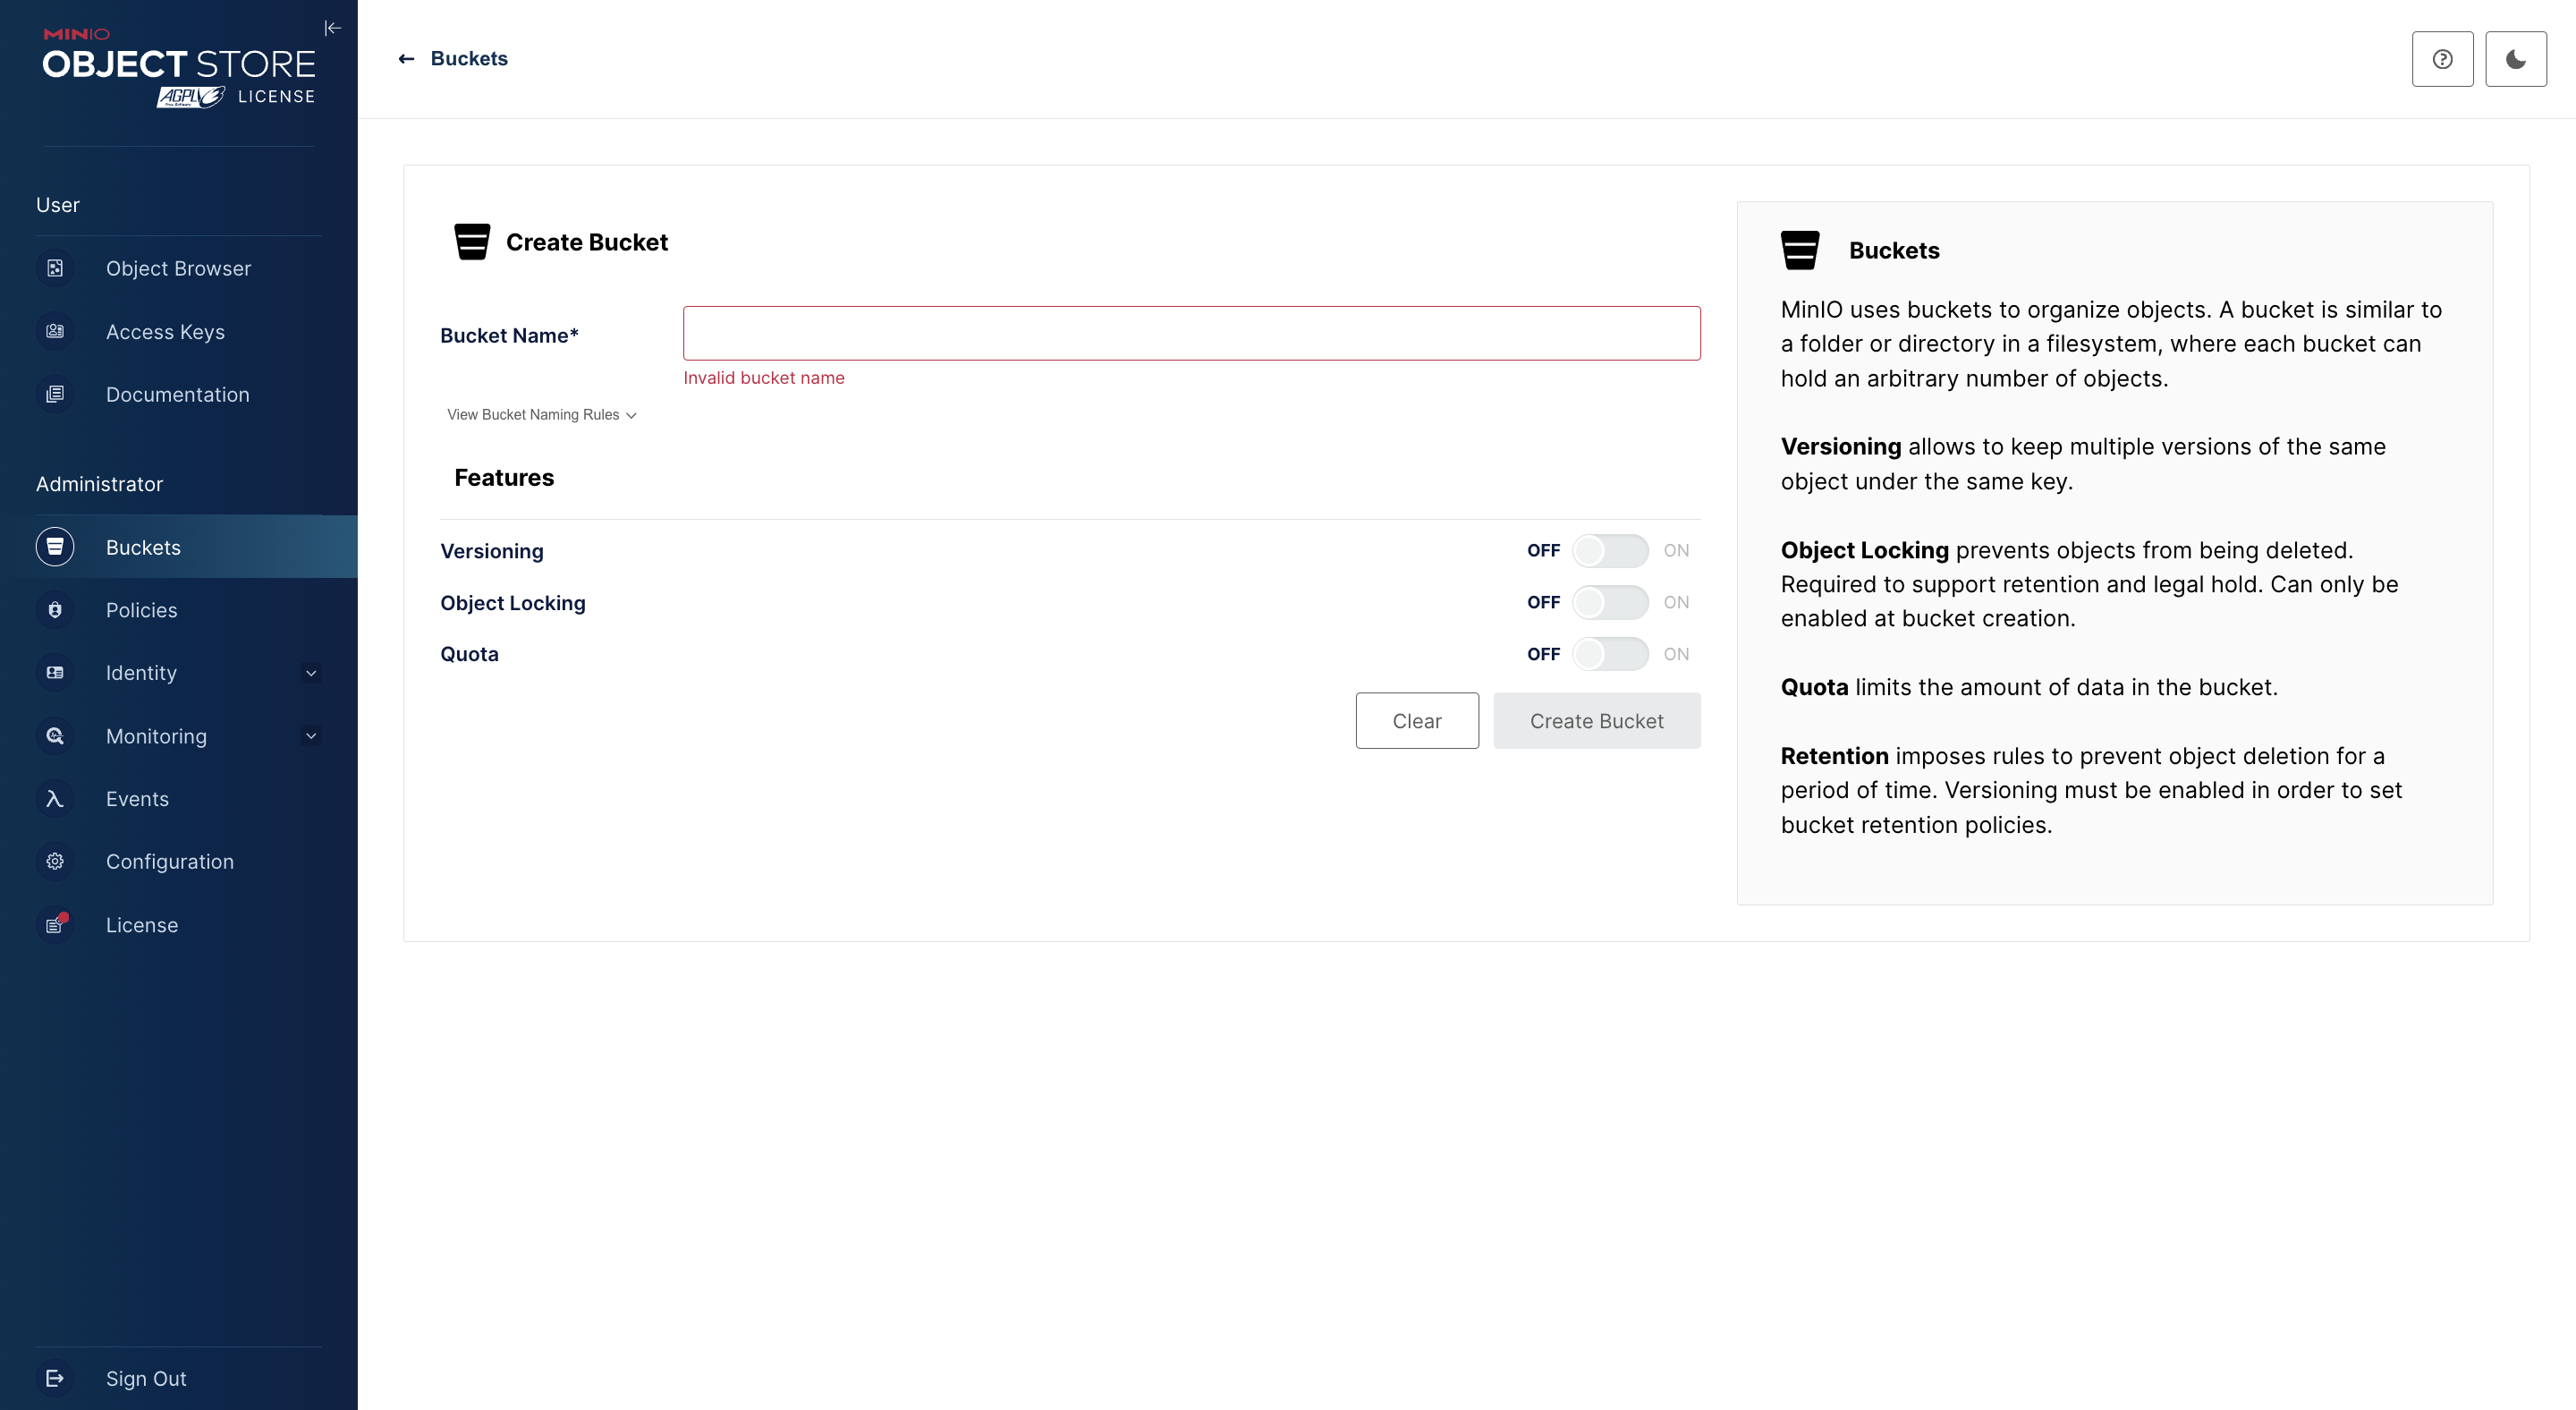 MINIO
OBJECT STORE
AGPLv3 LICENSE
User
Object Browser
Access Keys
Documentation
Administrator
Buckets
Policies
Identity
Monitoring
Events
Configuration
License
Sign Out
Buckets
Create Bucket
Bucket Name*
Invalid bucket name
View Bucket Naming Rules
Features
Versioning
OFF ON
Object Locking
OFF ON
Quota
OFF ON
Clear
Create Bucket
Buckets
MinIO uses buckets to organize objects. A bucket is similar to
a folder or directory in a filesystem, where each bucket can
hold an arbitrary number of objects.
Versioning allows to keep multiple versions of the same
object under the same key.
Object Locking prevents objects from being deleted.
Required to support retention and legal hold. Can only be
enabled at bucket creation.
Quota limits the amount of data in the bucket.
Retention imposes rules to prevent object deletion for a
period of time. Versioning must be enabled in order to set
bucket retention policies.